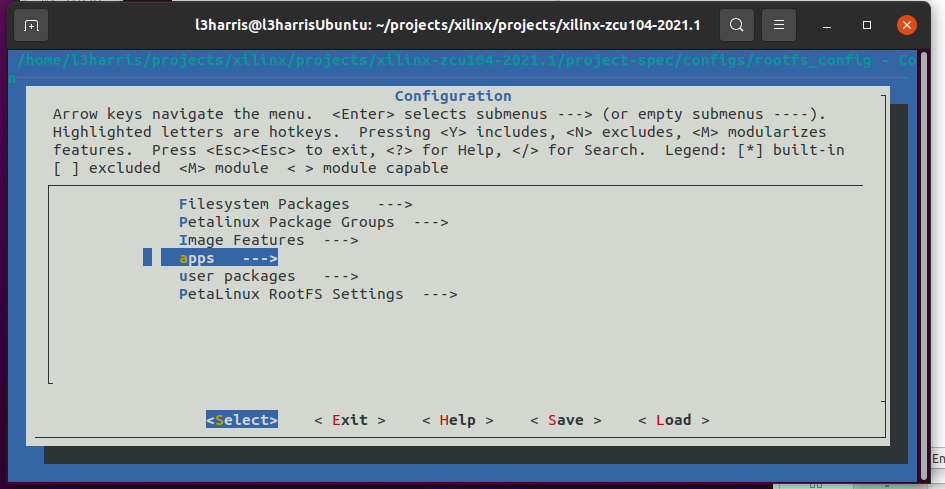 l3harris@l3harrisUbuntu: ~/projects/xilinx/projects/xilinx-zcu104-2021.1
/home/l3harris/projects/xilinx/projects/xilinx-zcu104-2021.1/project-spec/configs/rootfs_config - Co
n
Configuration
Arrow keys navigate the menu.  <Enter> selects submenus ---> (or empty submenus ----).
Highlighted letters are hotkeys.  Pressing <Y> includes, <N> excludes, <M> modularizes
features.  Press <Esc><Esc> to exit, <?> for Help, </> for Search.  Legend: [*] built-in
[ ] excluded  <M> module  < > module capable
Filesystem Packages   --->
Petalinux Package Groups  --->
Image Features  --->
apps   --->
user packages   --->
PetaLinux RootFS Settings  --->
<Select>    < Exit >    < Help >    < Save >    < Load >
En